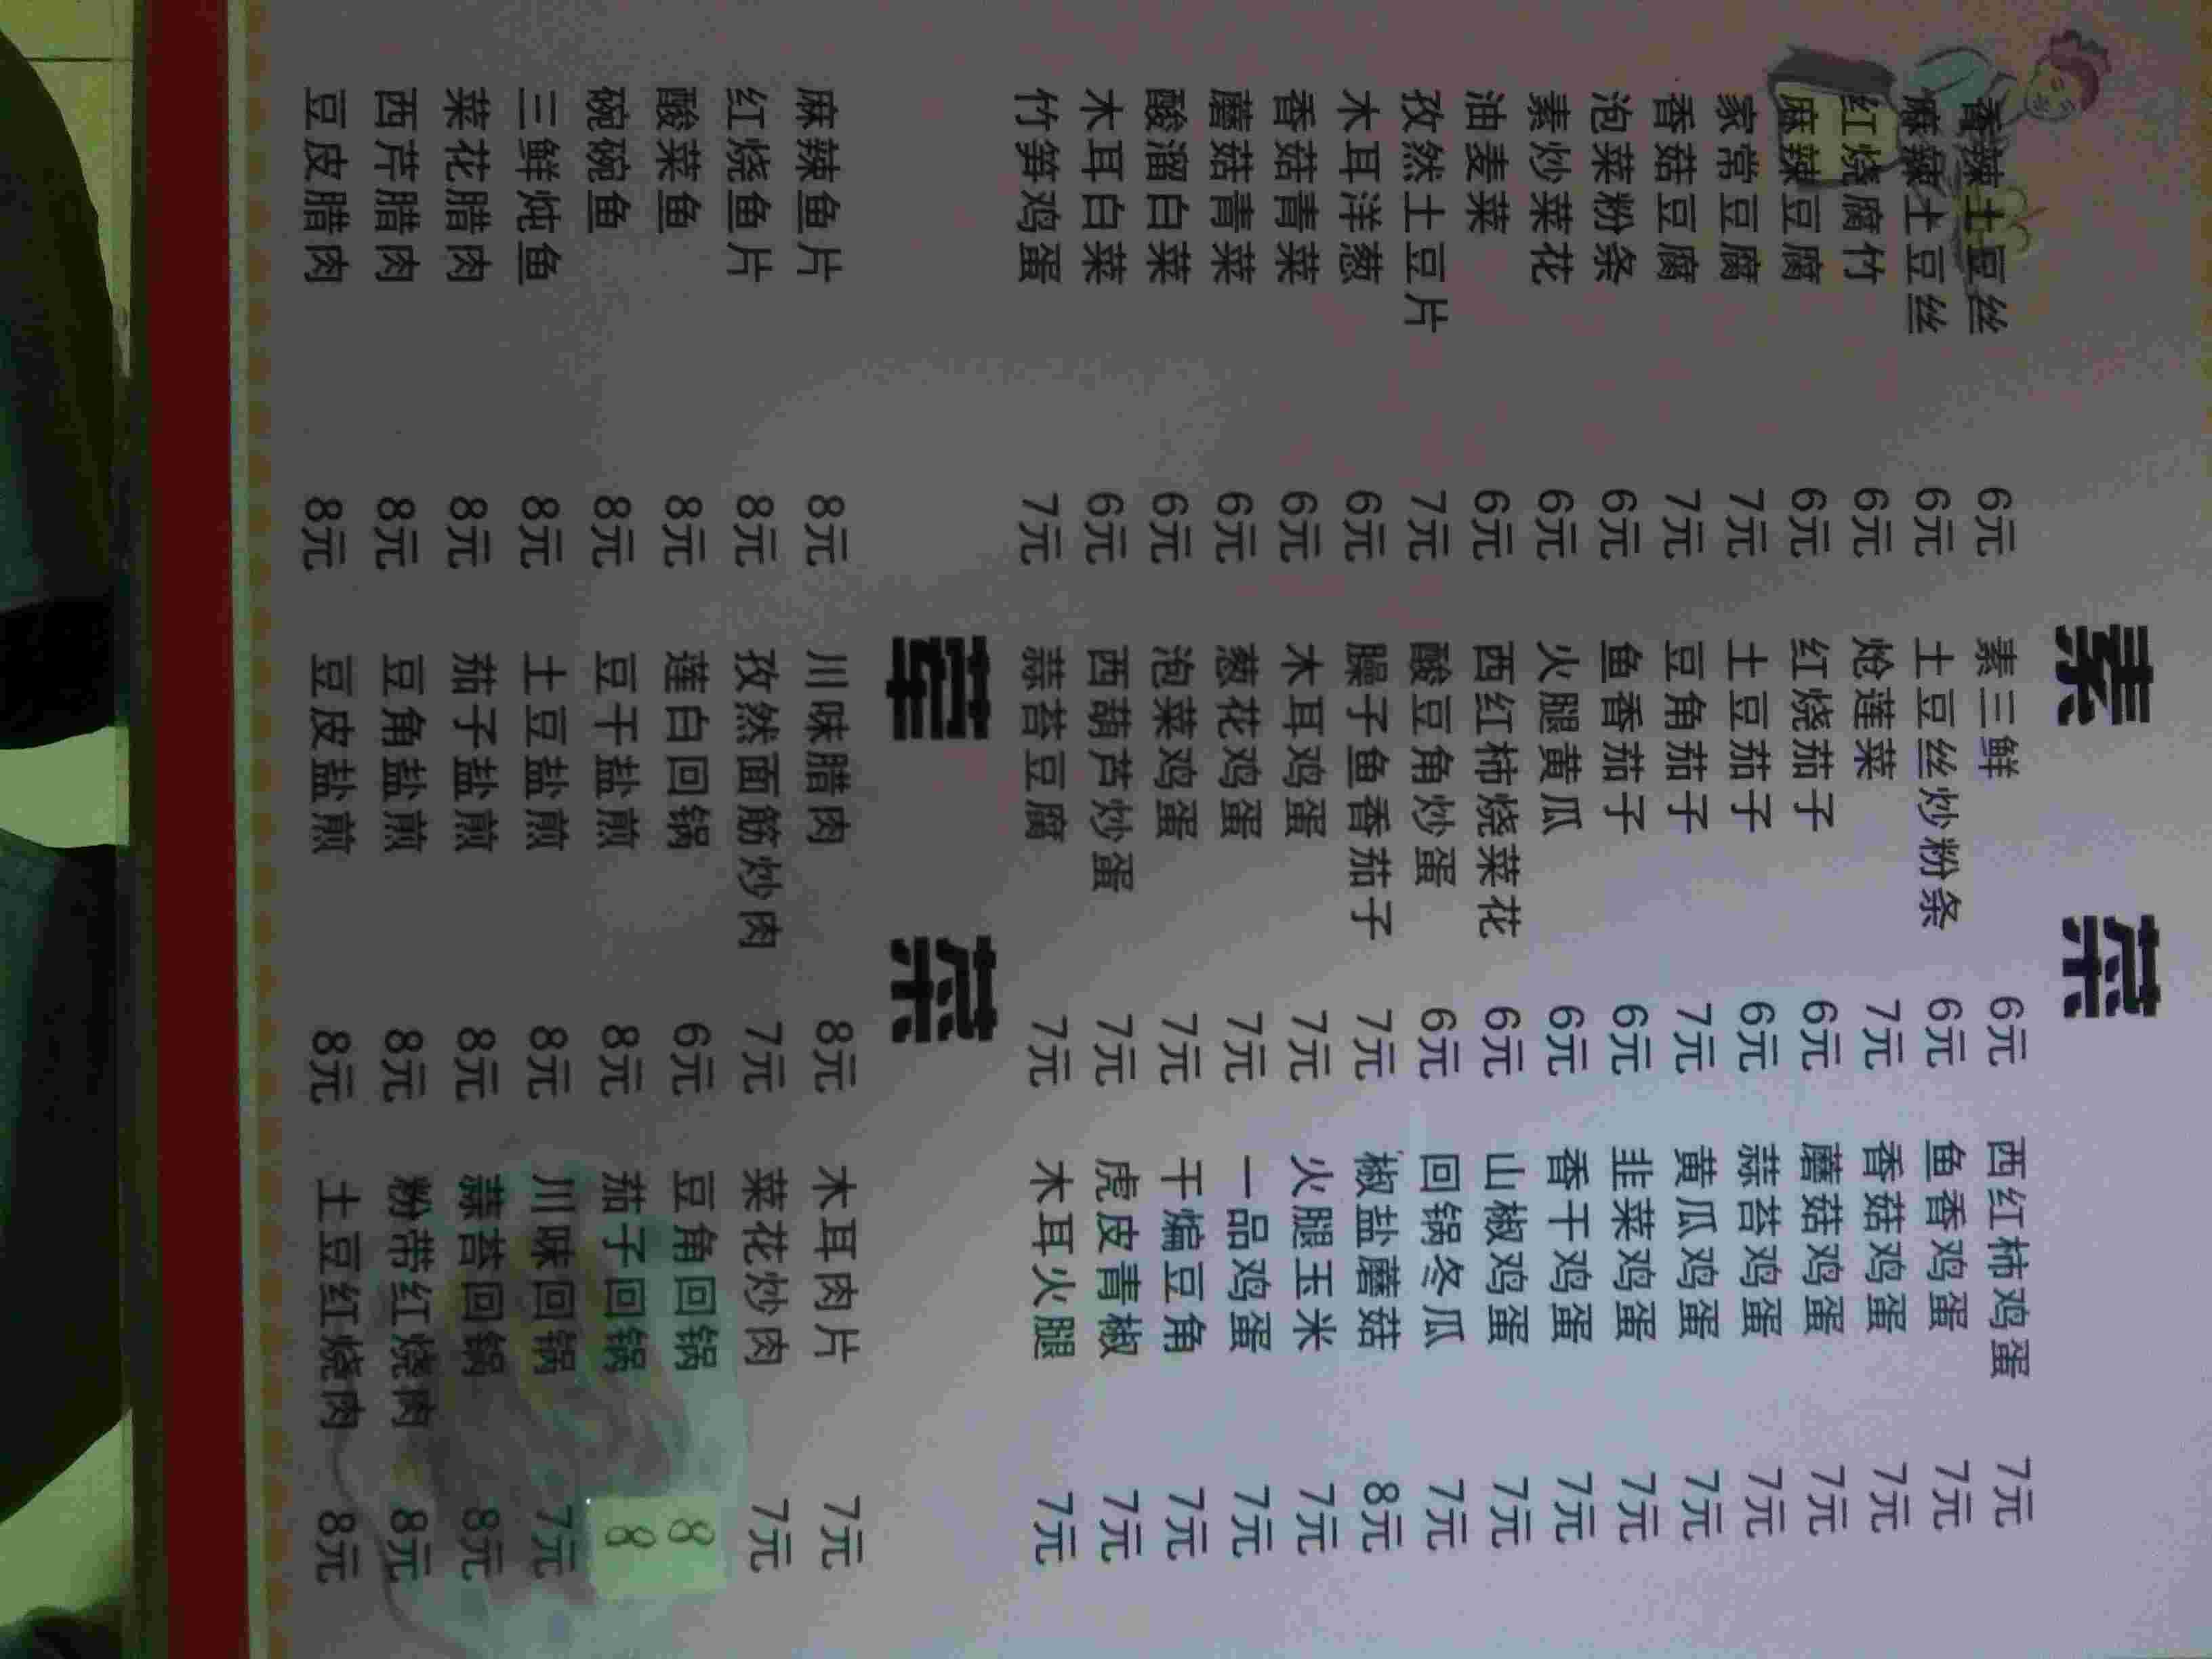 素 菜
香辣土豆丝 6元 素三鲜 6元 西红柿鸡蛋 7元
麻辣土豆丝 6元 土豆丝炒粉条 6元 鱼香鸡蛋 7元
红烧腐竹 6元 炝莲菜 7元 香菇鸡蛋 7元
麻辣豆腐 6元 红烧茄子 6元 蘑菇鸡蛋 7元
家常豆腐 7元 土豆茄子 6元 蒜苔鸡蛋 7元
香菇豆腐 7元 豆角茄子 7元 黄瓜鸡蛋 7元
泡菜粉条 6元 鱼香茄子 6元 韭菜鸡蛋 7元
素炒菜花 6元 火腿黄瓜 6元 香干鸡蛋 7元
油麦菜 6元 西红柿烧菜花 6元 山椒鸡蛋 7元
孜然土豆片 7元 酸豆角炒蛋 6元 回锅冬瓜 7元
木耳洋葱 6元 臊子鱼香茄子 7元 椒盐蘑菇 8元
香菇青菜 6元 木耳鸡蛋 7元 火腿玉米 7元
蘑菇青菜 6元 葱花鸡蛋 7元 一品鸡蛋 7元
酸溜白菜 6元 泡菜鸡蛋 7元 干煸豆角 7元
木耳白菜 6元 西葫芦炒蛋 7元 虎皮青椒 7元
竹笋鸡蛋 7元 蒜苔豆腐 7元 木耳火腿 7元
荤 菜
麻辣鱼片 8元 川味腊肉 8元 木耳肉片 7元
红烧鱼片 8元 孜然面筋炒肉 7元 菜花炒肉 7元
酸菜鱼 8元 莲白回锅 6元 豆角回锅 8
碗碗鱼 8元 豆干盐煎 8元 茄子回锅 8
三鲜炖鱼 8元 土豆盐煎 8元 川味回锅 7元
菜花腊肉 8元 茄子盐煎 8元 蒜苔回锅 8元
西芹腊肉 8元 豆角盐煎 8元 粉带红烧肉 8元
豆皮腊肉 8元 豆皮盐煎 8元 土豆红烧肉 8元